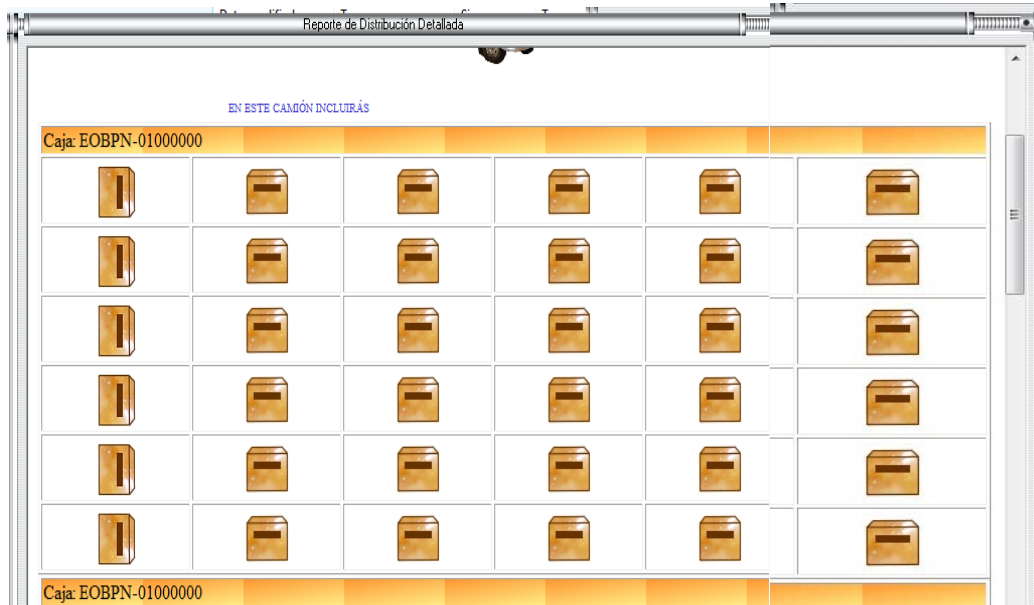 Reporte de Distribución Detallada
EN ESTE CAMIÓN INCLUIRÁS
Caja: EOBPN-01000000
Caja: EOBPN-01000000